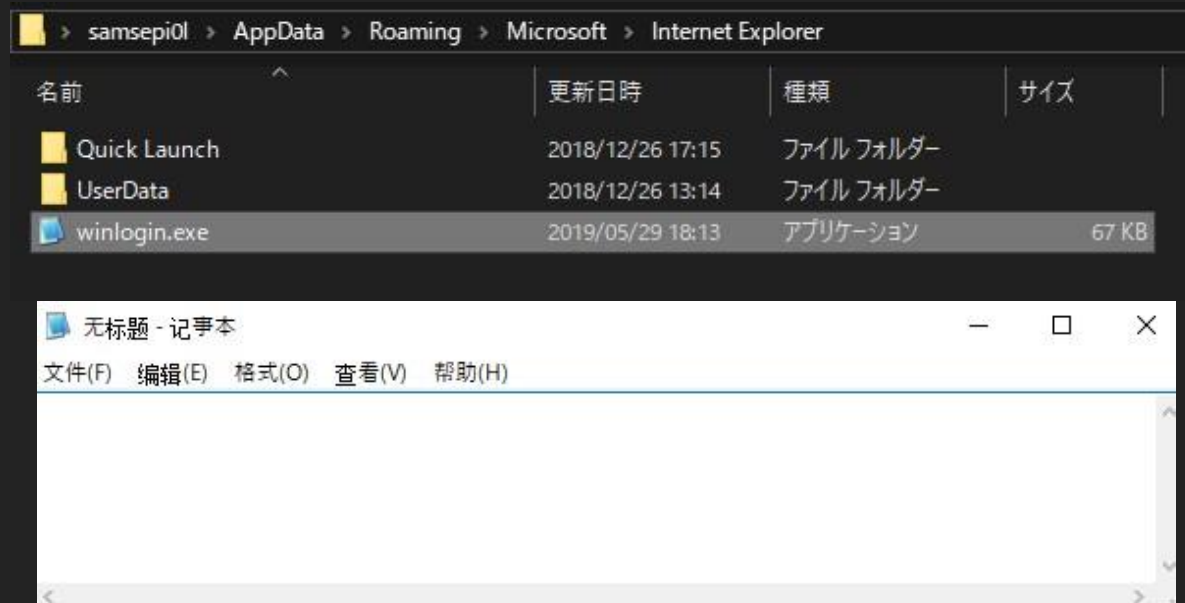 samsepi0l > AppData > Roaming > Microsoft > Internet Explorer
名前 更新日時 種類 サイズ
Quick Launch 2018/12/26 17:15 ファイル フォルダー
UserData 2018/12/26 13:14 ファイル フォルダー
winlogin.exe 2019/05/29 18:13 アプリケーション 67 KB
无标题 - 记事本
文件(F) 编辑(E) 格式(O) 查看(V) 帮助(H)